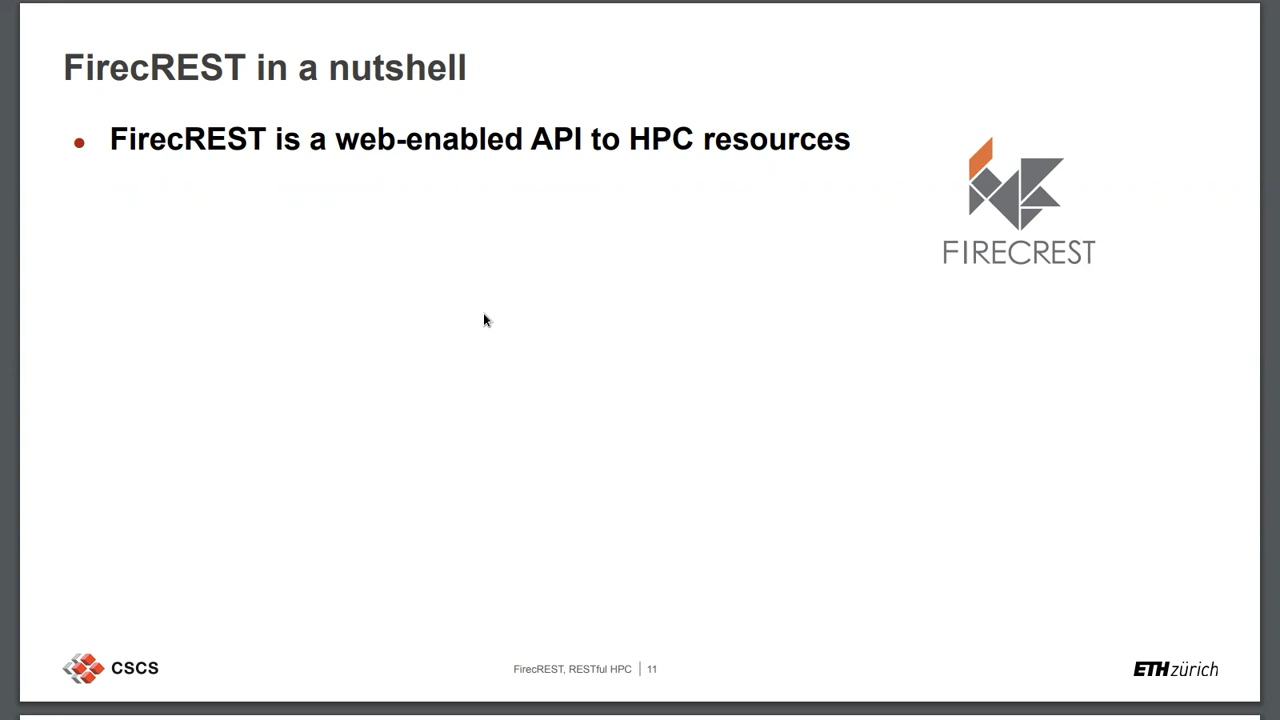 FirecREST in a nutshell
• FirecREST is a web-enabled API to HPC resources
FIRECREST
CSCS
FirecREST, RESTful HPC | 11
ETH zürich